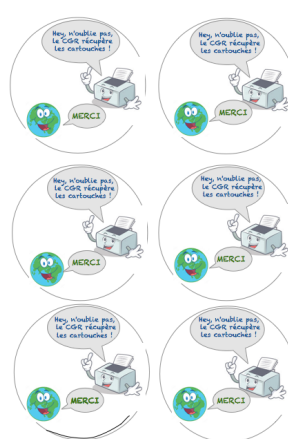 Hey, n'oublie pas,
le CGR récupère
les cartouches !
MERCI
Hey, n'oublie pas,
le CGR récupère
les cartouches !
MERCI
Hey, n'oublie pas,
le CGR récupère
les cartouches !
MERCI
Hey, n'oublie pas,
le CGR récupère
les cartouches !
MERCI
Hey, n'oublie pas,
le CGR récupère
les cartouches !
MERCI
Hey, n'oublie pas,
le CGR récupère
les cartouches !
MERCI